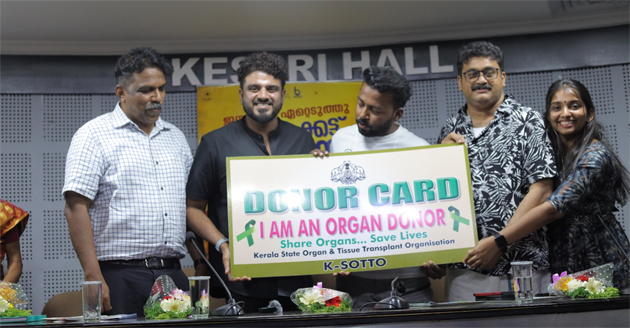 KESARI HALL
ഏറ്റെടുത്തു
DONOR CARD
I AM AN ORGAN DONOR
Share Organs... Save Lives
Kerala State Organ & Tissue Transplant Organisation
K-SOTTO